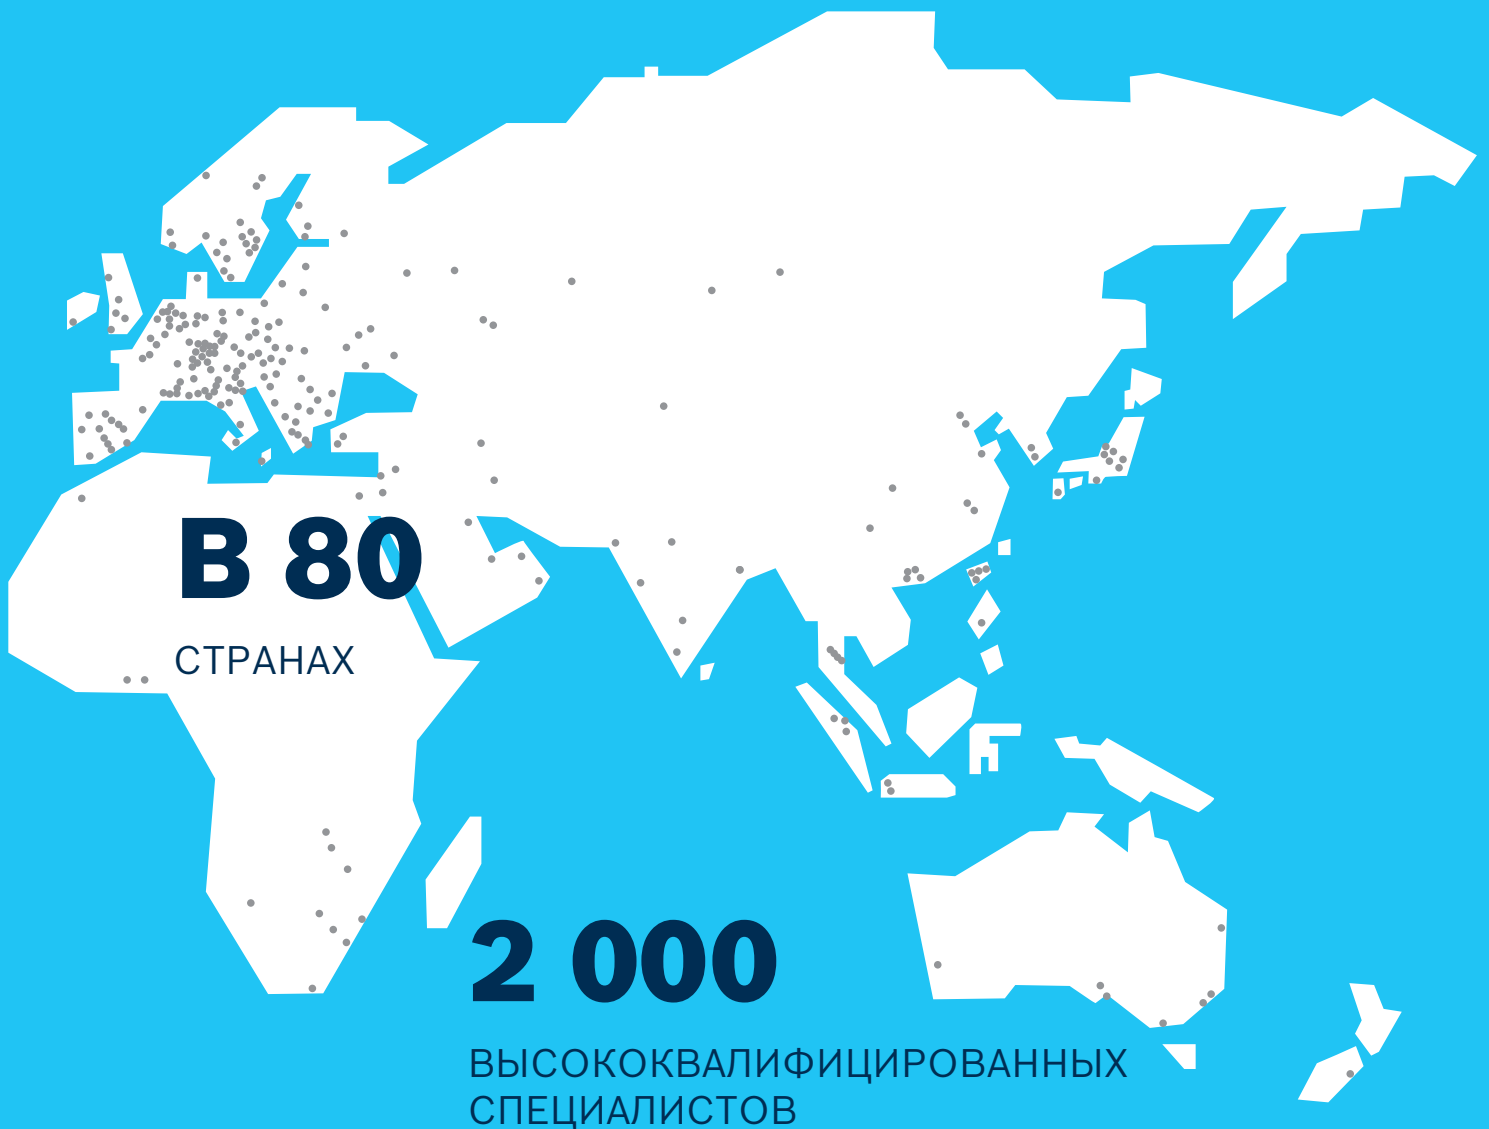 В 80
СТРАНАХ
2 000
ВЫСОКОКВАЛИФИЦИРОВАННЫХ
СПЕЦИАЛИСТОВ